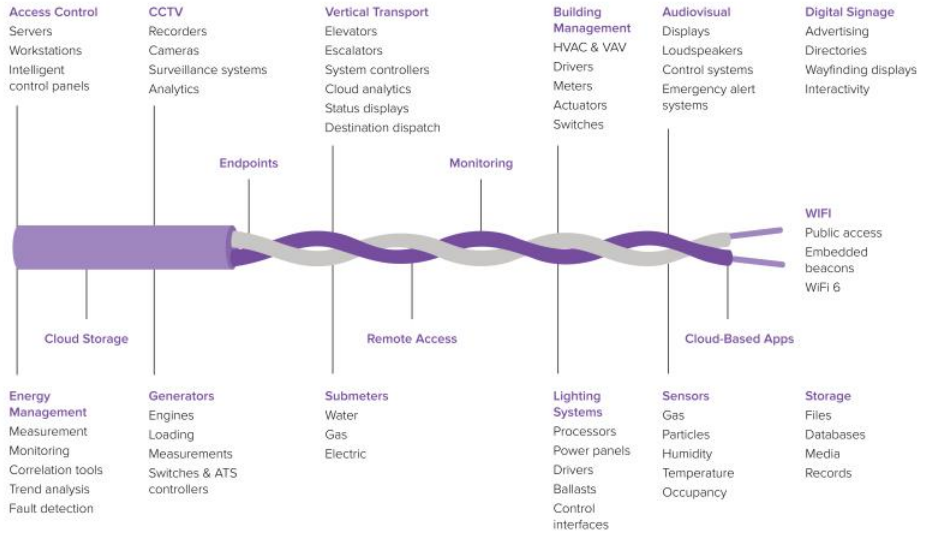 Access Control
Servers
Workstations
Intelligent
control panels
CCTV
Recorders
Cameras
Surveillance systems
Analytics
Vertical Transport
Elevators
Escalators
System controllers
Cloud analytics
Status displays
Destination dispatch
Building
Management
HVAC & VAV
Drivers
Meters
Actuators
Switches
Audiovisual
Displays
Loudspeakers
Control systems
Emergency alert
systems
Digital Signage
Advertising
Directories
Wayfinding displays
Interactivity
Endpoints
Monitoring
WIFI
Public access
Embedded
beacons
WiFi 6
Cloud Storage
Remote Access
Cloud-Based Apps
Energy
Management
Measurement
Monitoring
Correlation tools
Trend analysis
Fault detection
Generators
Engines
Loading
Measurements
Switches & ATS
controllers
Submeters
Water
Gas
Electric
Lighting
Systems
Processors
Power panels
Drivers
Ballasts
Control
interfaces
Sensors
Gas
Particles
Humidity
Temperature
Occupancy
Storage
Files
Databases
Media
Records